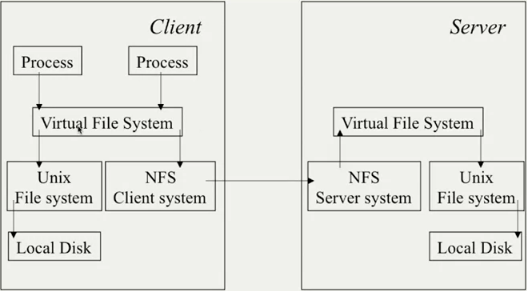 Client
Server
Process
Process
Virtual File System
Virtual File System
Unix
File system
NFS
Client system
NFS
Server system
Unix
File system
Local Disk
Local Disk